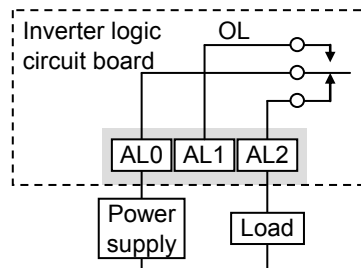 Inverter logic
circuit board
OL
AL0 AL1 AL2
Power
supply
Load